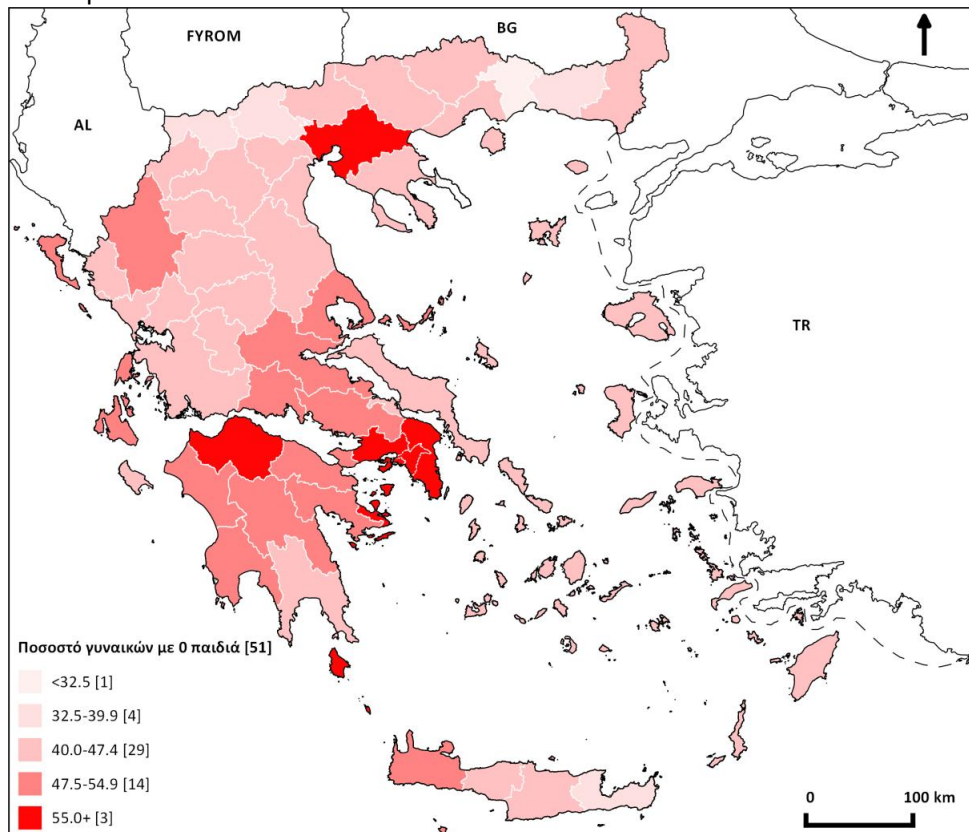 FYROM
BG
AL
TR
Ποσοστό γυναικών με 0 παιδιά [51]
<32.5 [1]
32.5-39.9 [4]
40.0-47.4 [29]
47.5-54.9 [14]
55.0+ [3]
0 100 km